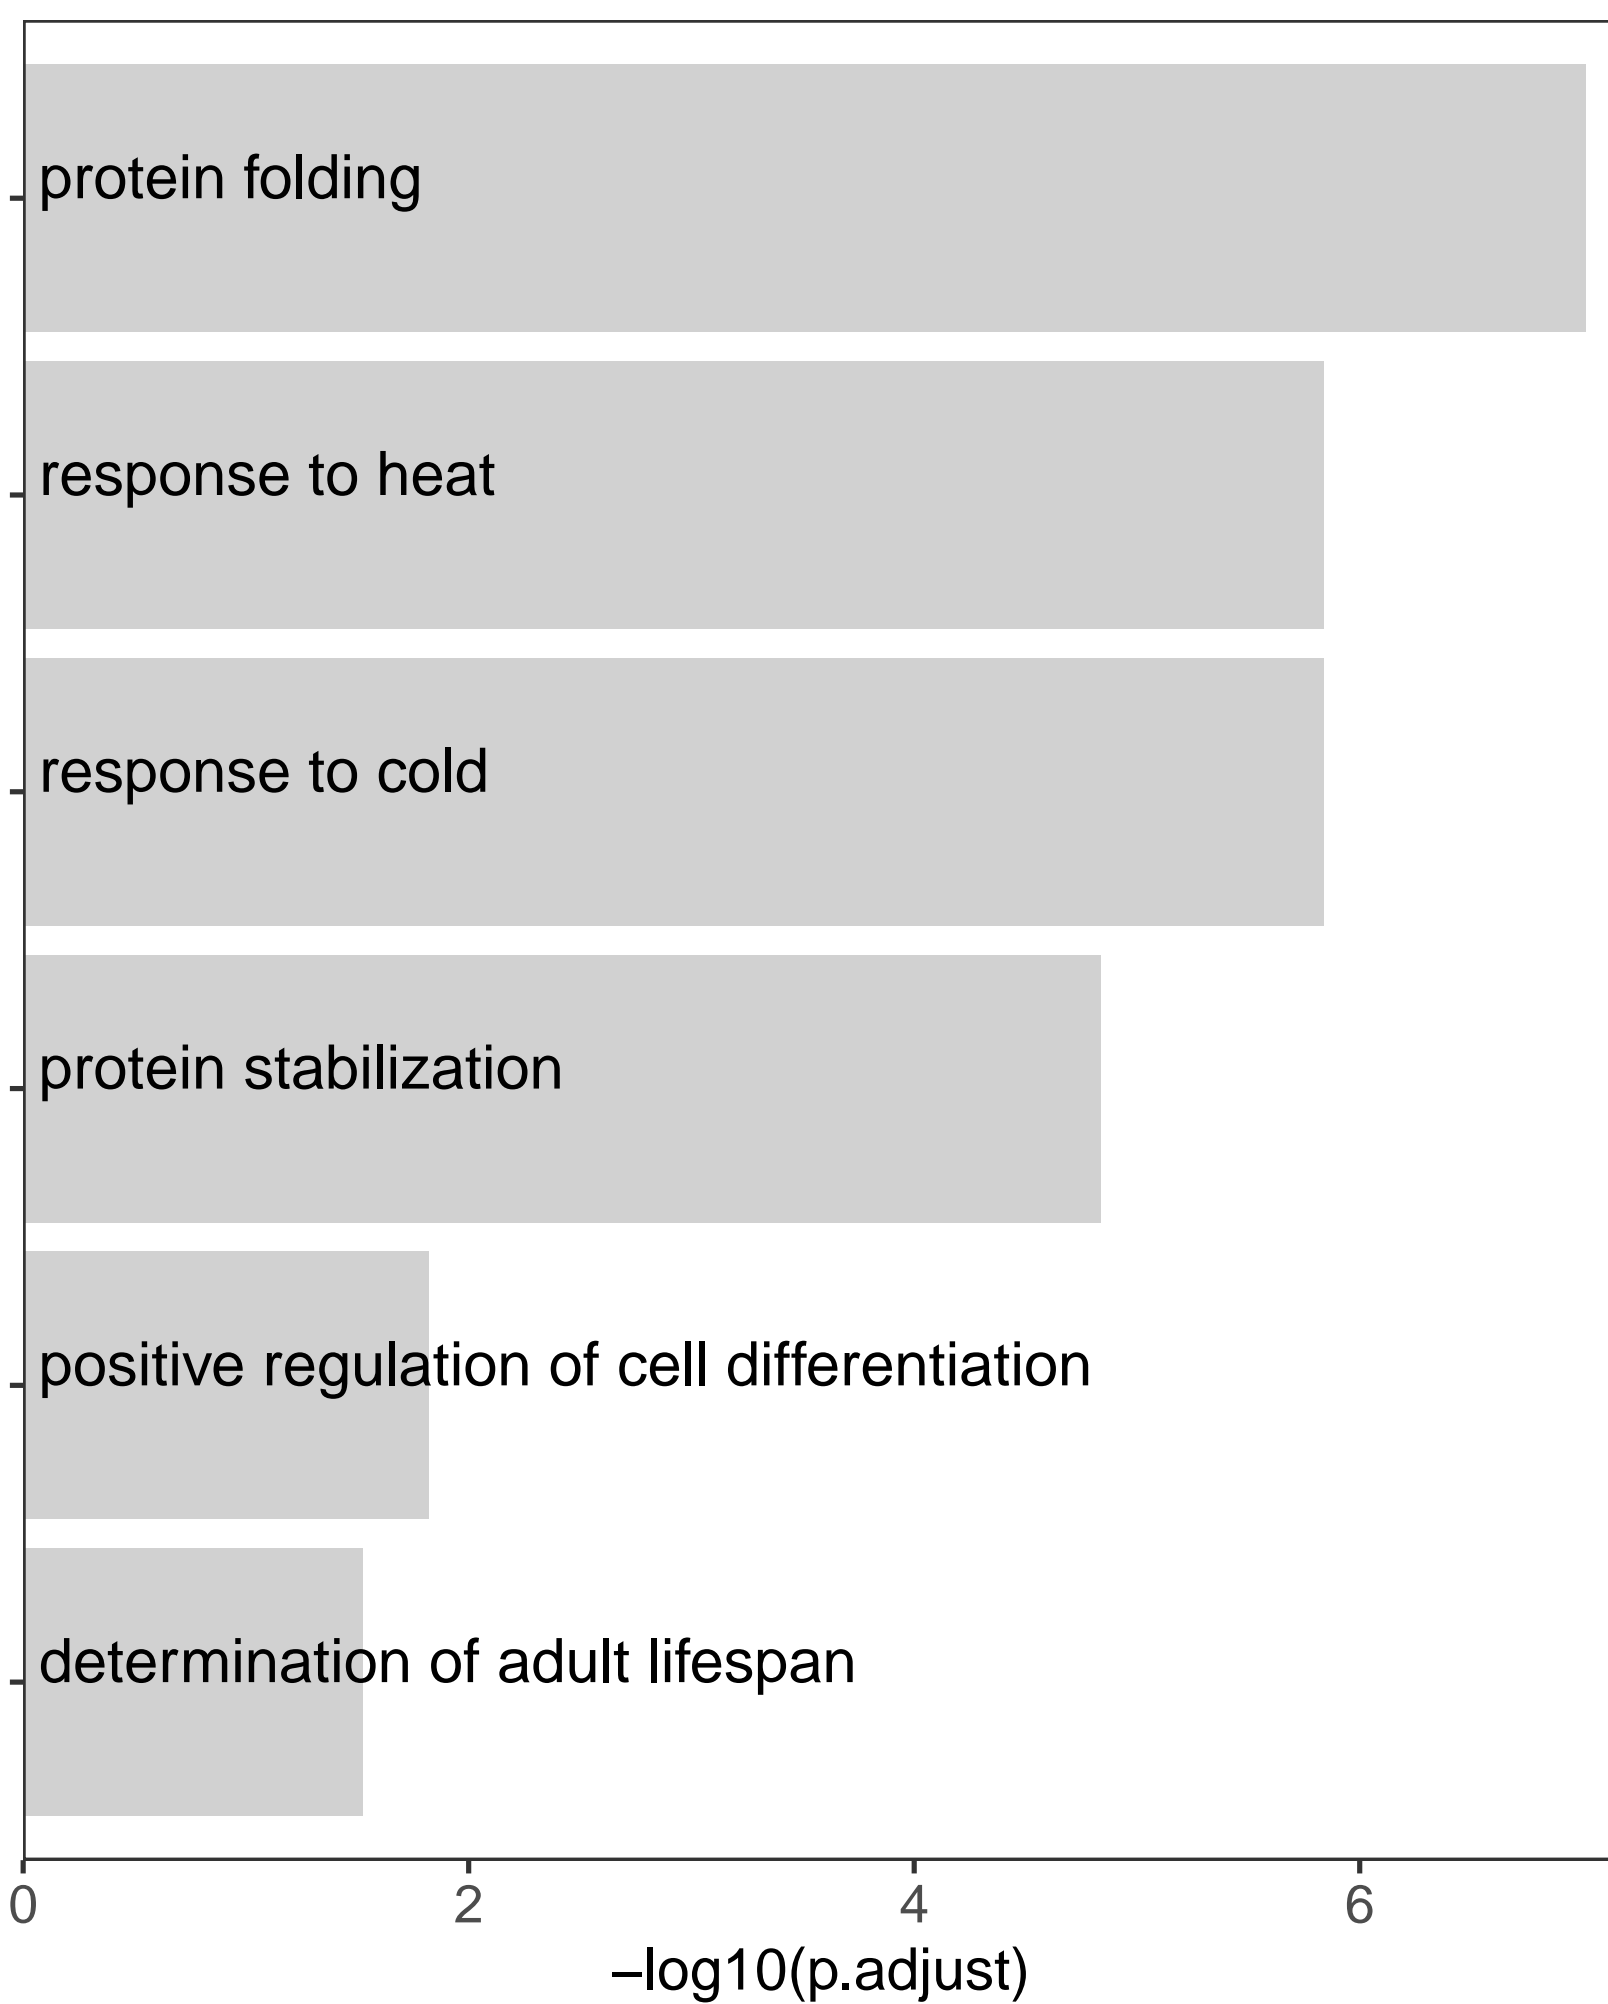 protein folding
response to heat
response to cold
protein stabilization
positive regulation of cell differentiation
determination of adult lifespan
0 2 4 6
–log10(p.adjust)